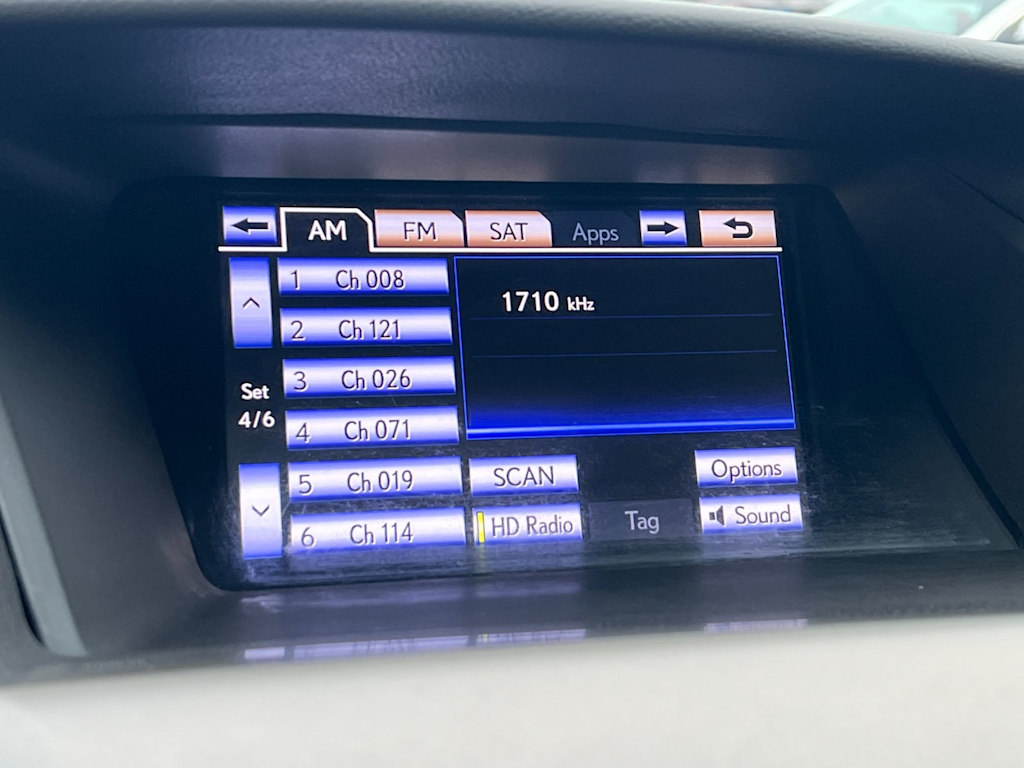 AM FM SAT Apps
1 Ch 008
1710 kHz
2 Ch 121
3 Ch 026
Set
4/6
4 Ch 071
5 Ch 019
SCAN
Options
6 Ch 114
HD Radio
Tag
Sound